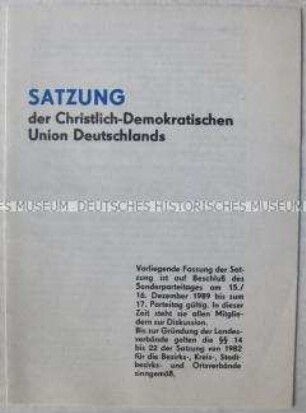 SATZUNG
der Christlich-Demokratischen
Union Deutschlands
HES MUSEUM DEUTSCHES HISTORISCHES MUSEUM DEUTSCHES
Vorliegende Fassung der Sat-
zung ist auf Beschluß des
Sonderparteitages am 15./
16. Dezember 1989 bis zum
17. Parteitag gültig. In dieser
Zeit steht sie allen Mitglie-
dern zur Diskussion.
Bis zur Gründung der Landes-
verbände gelten die §§ 14
bis 22 der Satzung von 1982
für die Bezirks-, Kreis-, Stadt-
bezirks- und Ortsverbände
sinngemäß.